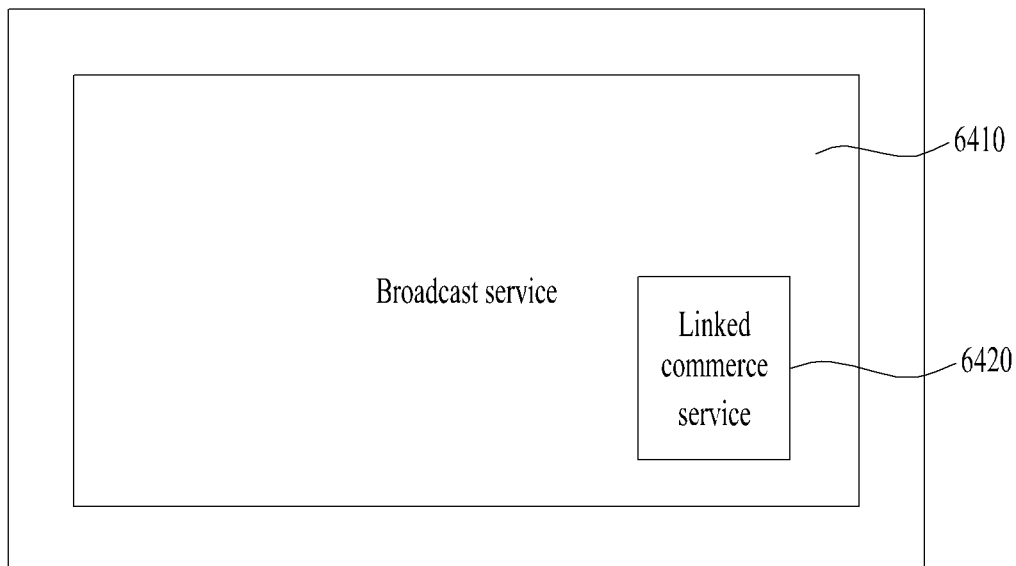 6410
Broadcast service
Linked
commerce
service
6420